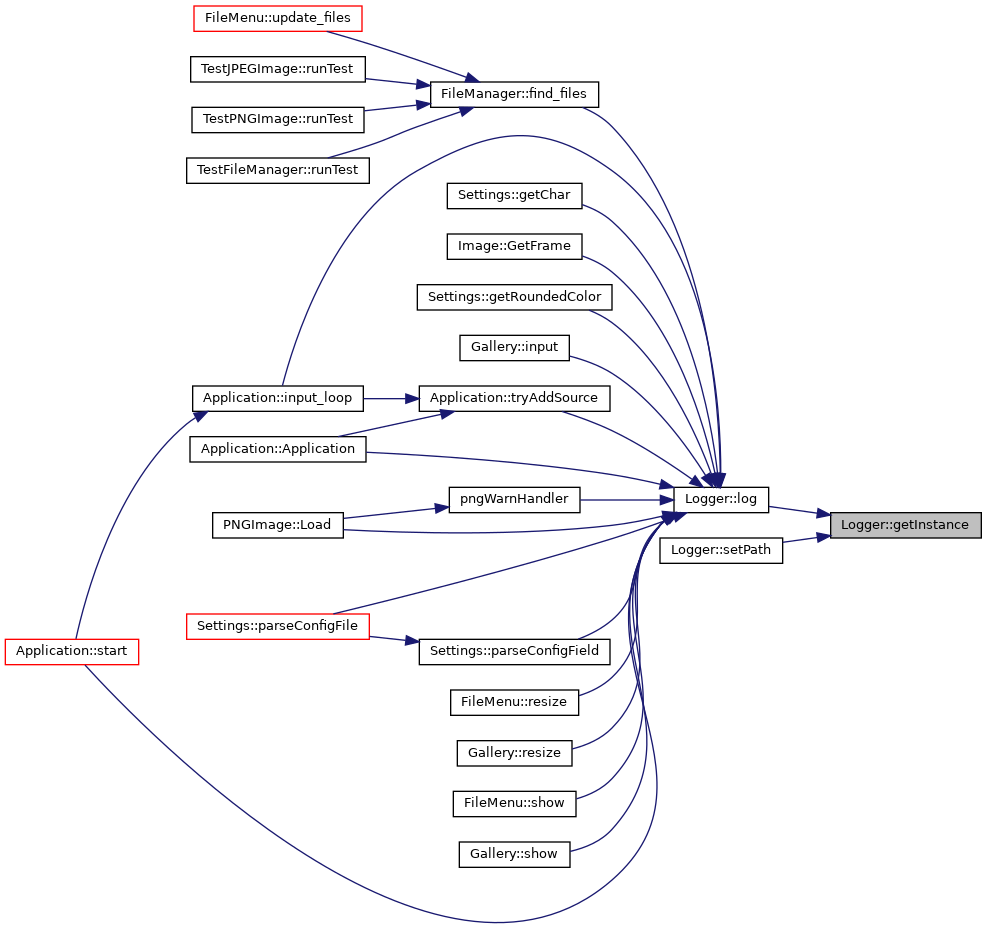 FileMenu::update_files
TestJPEGImage::runTest
FileManager::find_files
TestPNGImage::runTest
TestFileManager::runTest
Settings::getChar
Image::GetFrame
Settings::getRoundedColor
Gallery::input
Application::input_loop
Application::tryAddSource
Application::Application
pngWarnHandler
Logger::log
PNGImage::Load
Logger::getInstance
Logger::setPath
Settings::parseConfigFile
Application::start
Settings::parseConfigField
FileMenu::resize
Gallery::resize
FileMenu::show
Gallery::show